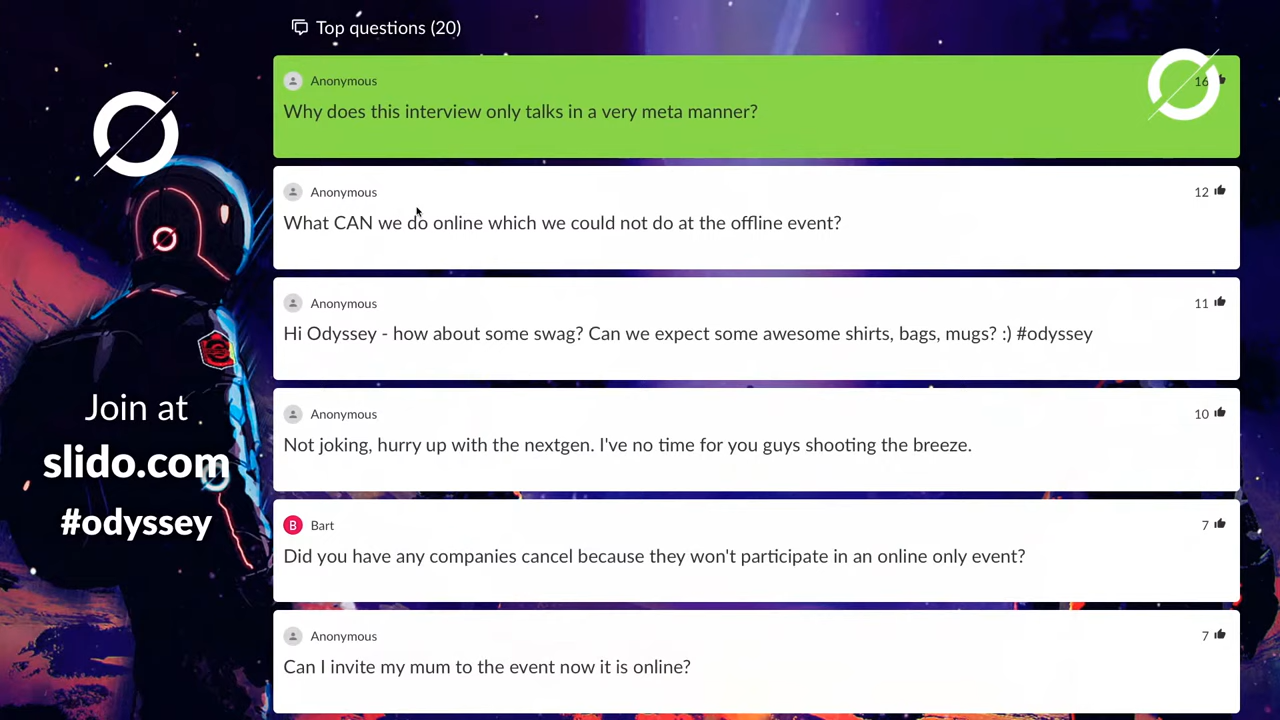 Top questions (20)
Anonymous
16
Why does this interview only talks in a very meta manner?
Anonymous
12
What CAN we do online which we could not do at the offline event?
Anonymous
11
Hi Odyssey - how about some swag? Can we expect some awesome shirts, bags, mugs? :) #odyssey
Anonymous
10
Not joking, hurry up with the nextgen. I've no time for you guys shooting the breeze.
B
Bart
7
Did you have any companies cancel because they won't participate in an online only event?
Anonymous
7
Can I invite my mum to the event now it is online?
Join at
slido.com
#odyssey